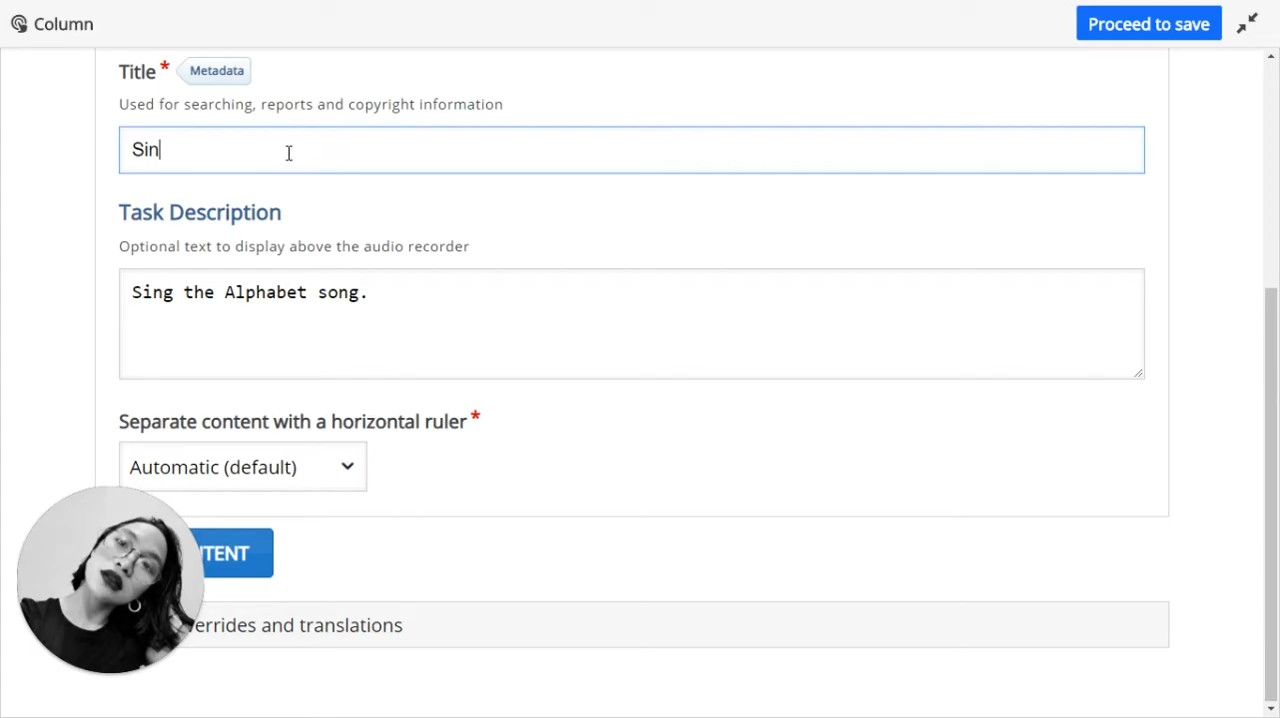 Column
Proceed to save
Title *
Metadata
Used for searching, reports and copyright information
Sin
Task Description
Optional text to display above the audio recorder
Sing the Alphabet song.
Separate content with a horizontal ruler *
Automatic (default)
NTENT
errides and translations